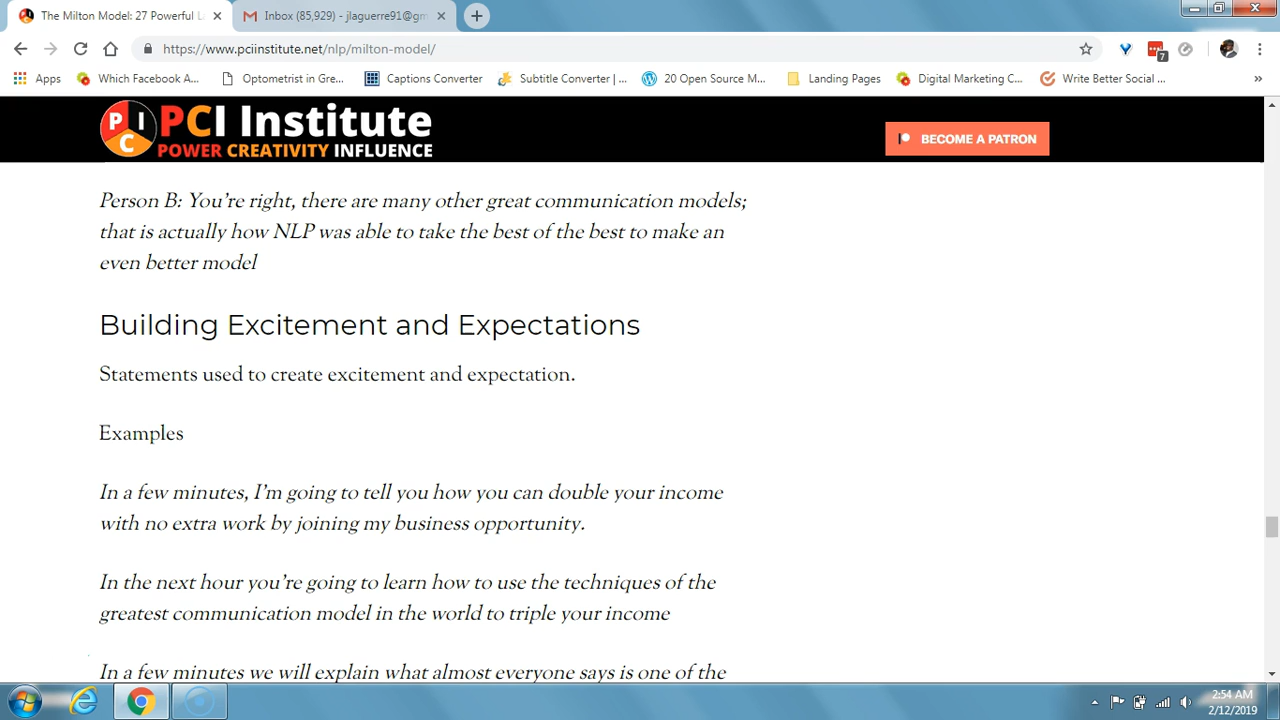 The Milton Model: 27 Powerful L
Inbox (85,929) - jlaguerre91@gm
https://www.pciinstitute.net/nlp/milton-model/
7
Apps
Which Facebook A...
Optometrist in Gre...
Captions Converter
Subtitle Converter | ...
20 Open Source M...
Landing Pages
Digital Marketing C...
Write Better Social ...
»
P I C
PCI Institute
POWER CREATIVITY INFLUENCE
BECOME A PATRON
Person B: You’re right, there are many other great communication models;
that is actually how NLP was able to take the best of the best to make an
even better model
Building Excitement and Expectations
Statements used to create excitement and expectation.
Examples
In a few minutes, I’m going to tell you how you can double your income
with no extra work by joining my business opportunity.
In the next hour you’re going to learn how to use the techniques of the
greatest communication model in the world to triple your income
In a few minutes we will explain what almost everyone says is one of the
2:54 AM
2/12/2019